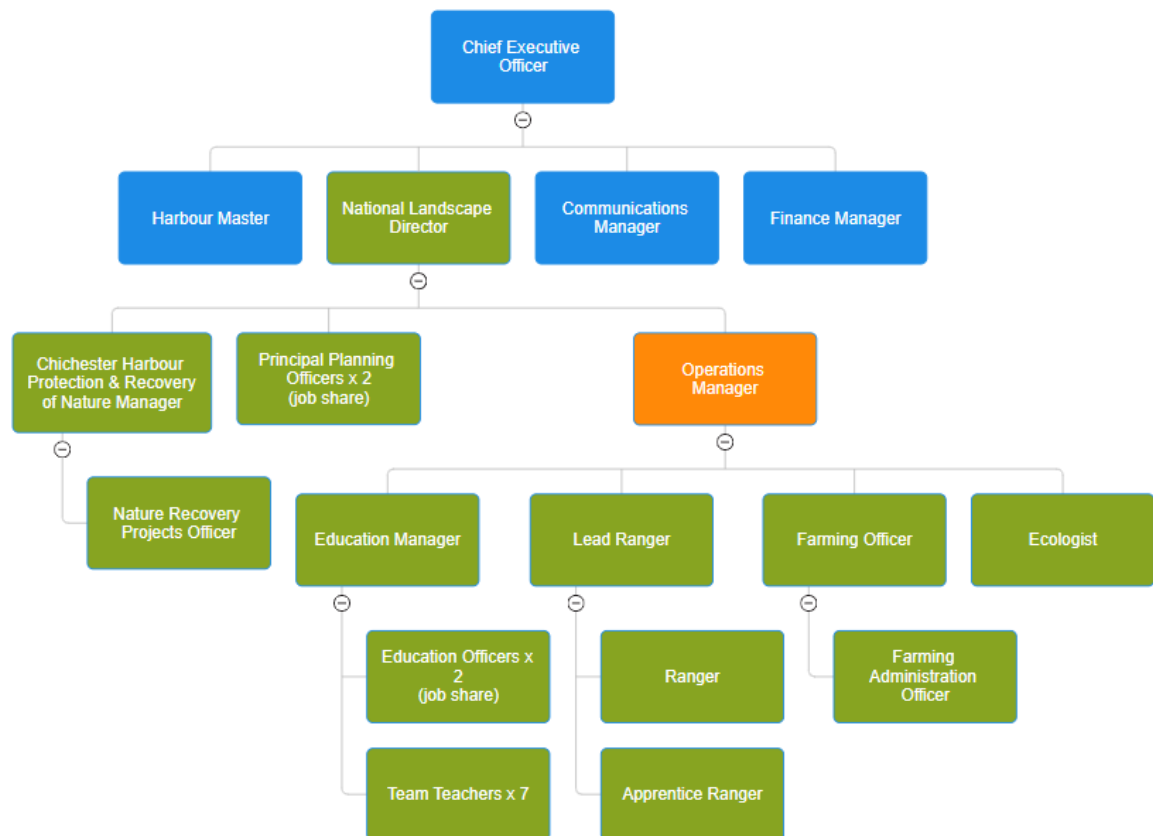 Chief Executive
Officer
Harbour Master
National Landscape
Director
Communications
Manager
Finance Manager
Chichester Harbour
Protection & Recovery
of Nature Manager
Principal Planning
Officers x 2
(job share)
Operations
Manager
Nature Recovery
Projects Officer
Education Manager
Lead Ranger
Farming Officer
Ecologist
Education Officers x
2
(job share)
Ranger
Farming
Administration
Officer
Team Teachers x 7
Apprentice Ranger